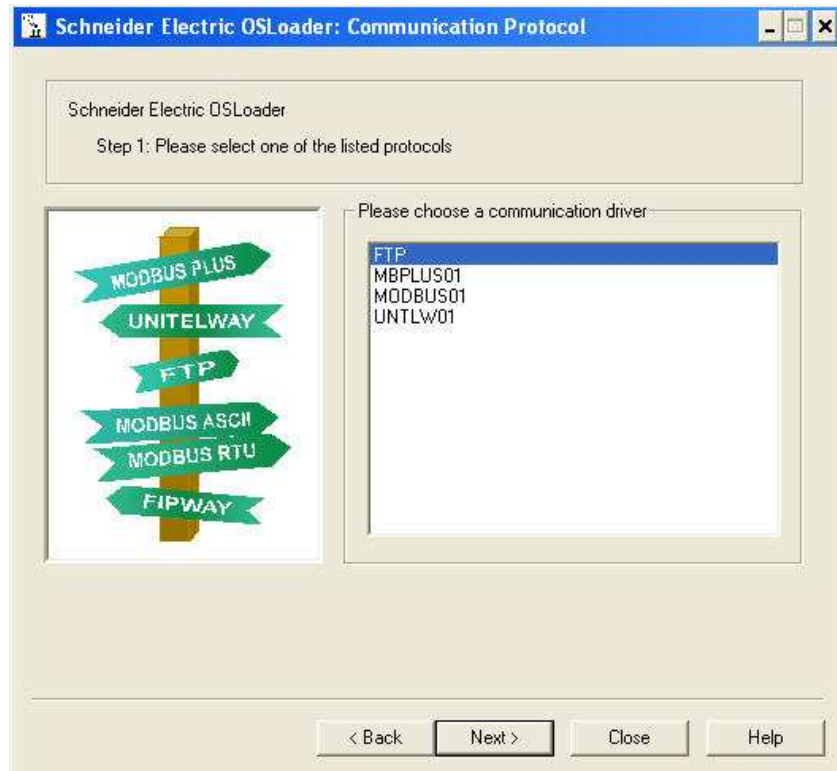 Schneider Electric OSLoader: Communication Protocol
Schneider Electric OSLoader
Step 1: Please select one of the listed protocols
MODBUS PLUS
UNITELWAY
FTP
MODBUS ASCII
MODBUS RTU
FIPWAY
Please choose a communication driver
FTP
MBPLUS01
MODBUS01
UNTLW01
< Back
Next >
Close
Help